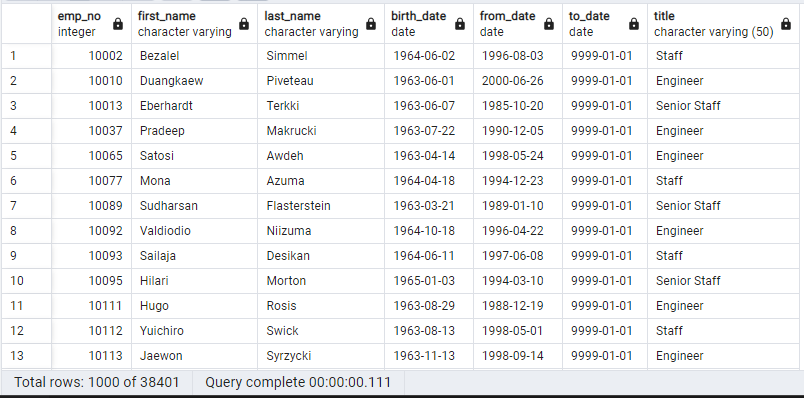 emp_no first_name last_name birth_date from_date to_date title
integer character varying character varying date date date character varying (50)
1 10002 Bezalel Simmel 1964-06-02 1996-08-03 9999-01-01 Staff
2 10010 Duangkaew Piveteau 1963-06-01 2000-06-26 9999-01-01 Engineer
3 10013 Eberhardt Terkki 1963-06-07 1985-10-20 9999-01-01 Senior Staff
4 10037 Pradeep Makrucki 1963-07-22 1990-12-05 9999-01-01 Engineer
5 10065 Satosi Awdeh 1963-04-14 1998-05-24 9999-01-01 Engineer
6 10077 Mona Azuma 1964-04-18 1994-12-23 9999-01-01 Staff
7 10089 Sudharsan Flasterstein 1963-03-21 1989-01-10 9999-01-01 Senior Staff
8 10092 Valdiodio Niizuma 1964-10-18 1996-04-22 9999-01-01 Engineer
9 10093 Sailaja Desikan 1964-06-11 1997-06-08 9999-01-01 Staff
10 10095 Hilari Morton 1965-01-03 1994-03-10 9999-01-01 Senior Staff
11 10111 Hugo Rosis 1963-08-29 1988-12-19 9999-01-01 Engineer
12 10112 Yuichiro Swick 1963-08-13 1998-05-01 9999-01-01 Staff
13 10113 Jaewon Syrzycki 1963-11-13 1998-09-14 9999-01-01 Engineer
Total rows: 1000 of 38401 Query complete 00:00:00.111